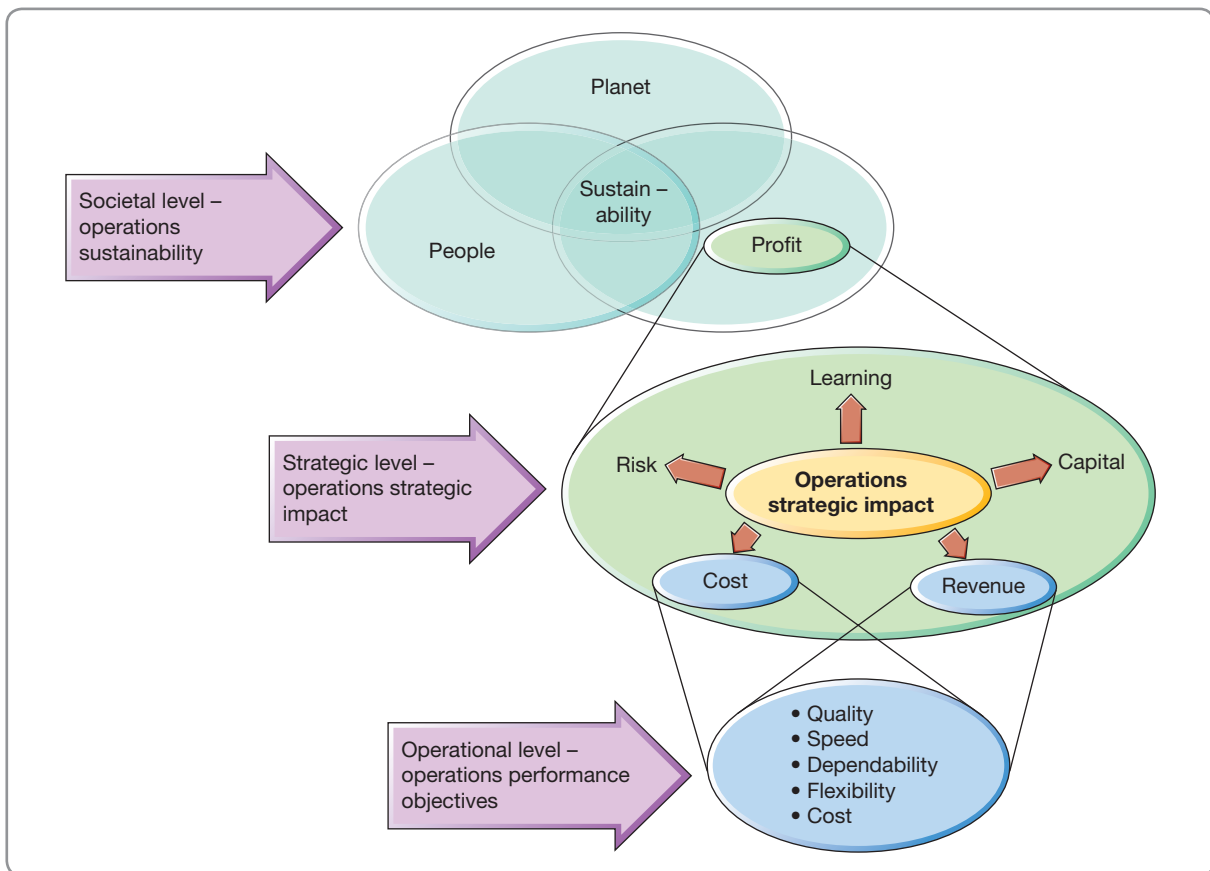 Planet
Societal level –
operations
sustainability
Sustain –
ability
People
Profit
Learning
Strategic level –
operations strategic
impact
Risk
Operations
strategic impact
Capital
Cost
Revenue
Operational level –
operations performance
objectives
• Quality
• Speed
• Dependability
• Flexibility
• Cost